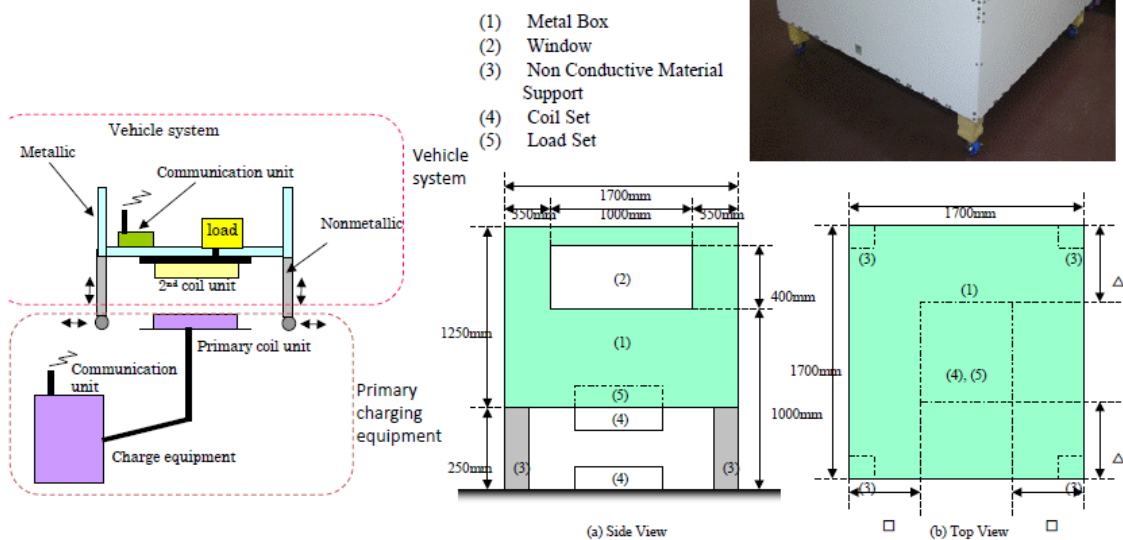 (1) Metal Box
(2) Window
(3) Non Conductive Material
Support
(4) Coil Set
(5) Load Set
Vehicle system
Metallic
Communication unit
Vehicle
system
load
Nonmetallic
2nd coil unit
Primary coil unit
Communication
unit
Primary
charging
equipment
Charge equipment
1700mm
350mm
1000mm
350mm
(2)
400mm
1250mm
(1)
(5)
(4)
1000mm
250mm
(3)
(4)
(3)
(a) Side View
1700mm
(3)
(3)
△
(1)
1700mm
(4), (5)
△
(3)
(3)
□
□
(b) Top View